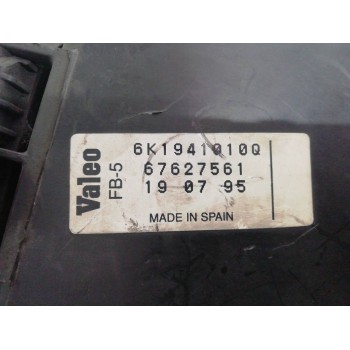 Valeo
FB-5
6K1941010Q
67627561
19 07 95
MADE IN SPAIN